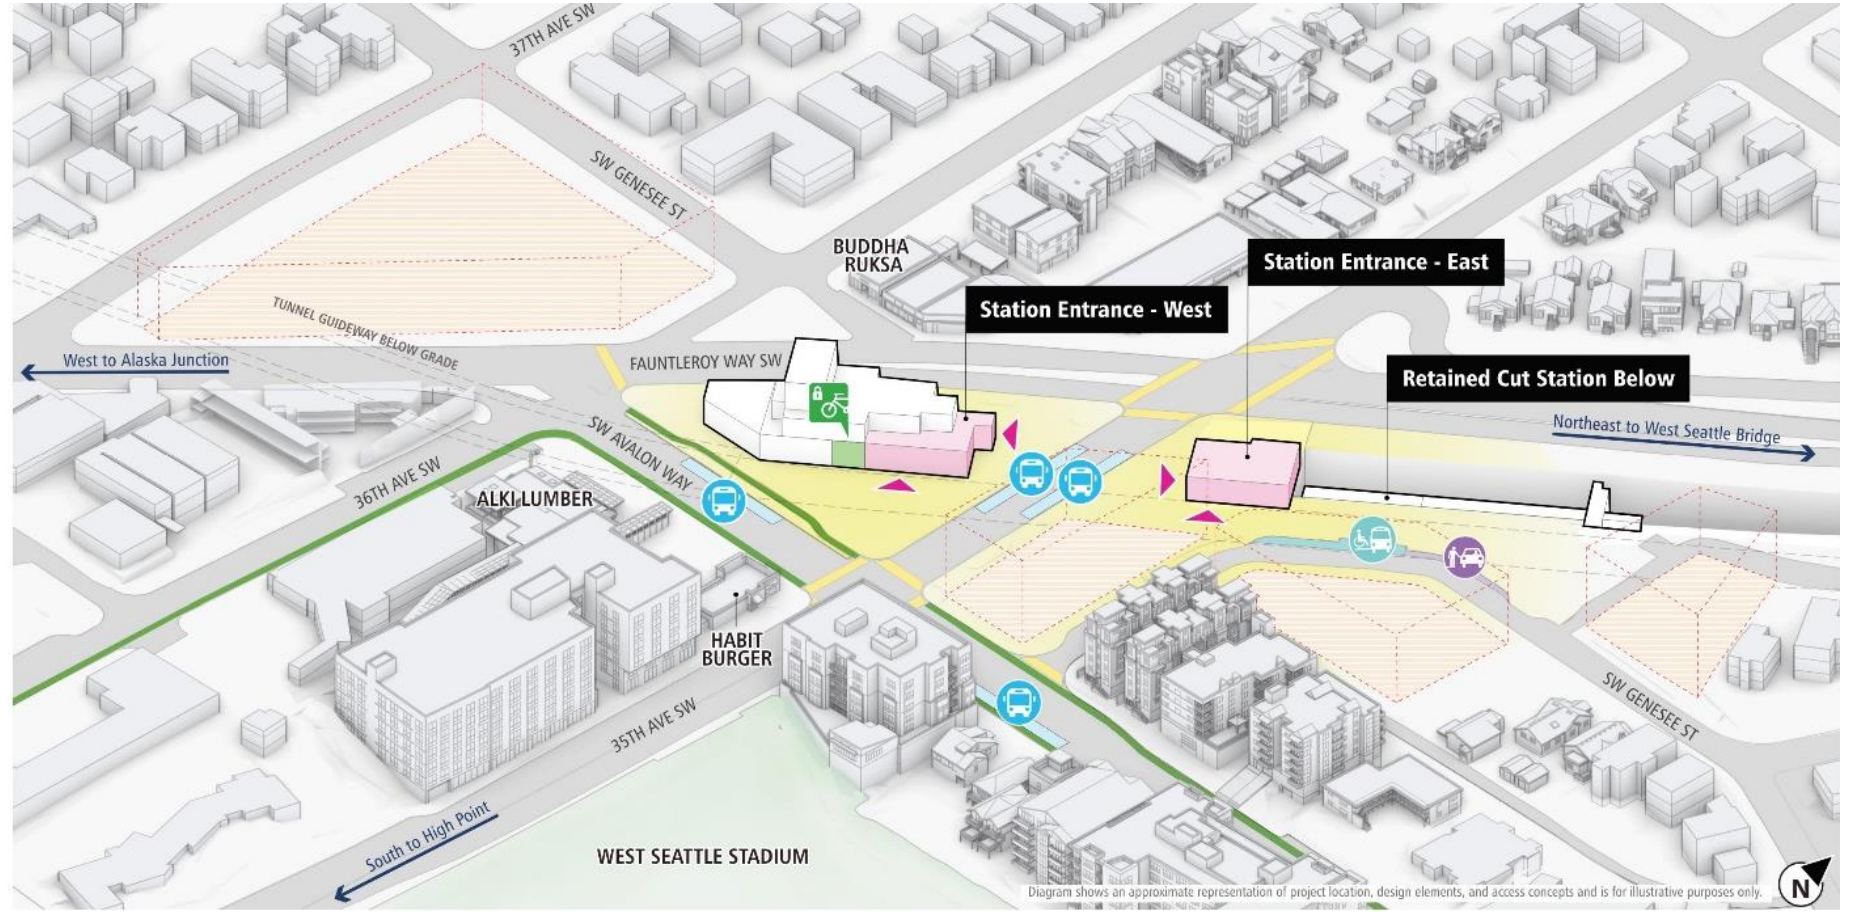 37TH AVE SW
SW GENESEE ST
BUDDHA
RUKSA
Station Entrance - East
Station Entrance - West
TUNNEL GUIDEWAY BELOW GRADE
West to Alaska Junction
FAUNTLEROY WAY SW
Retained Cut Station Below
Northeast to West Seattle Bridge
SW AVALON WAY
36TH AVE SW
ALKI LUMBER
HABIT
BURGER
35TH AVE SW
SW GENESEE ST
South to High Point
WEST SEATTLE STADIUM
Diagram shows an approximate representation of project location, design elements, and access concepts and is for illustrative purposes only.
N